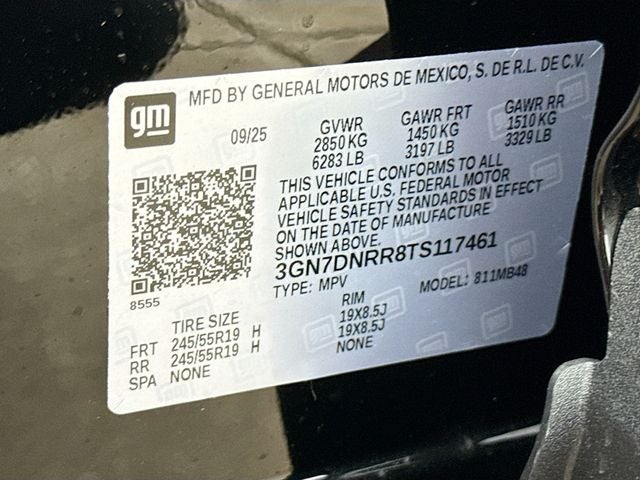 gm
MFD BY GENERAL MOTORS DE MEXICO, S. DE R.L. DE C.V.
09/25 GVWR GAWR FRT GAWR RR
2850 KG 1450 KG 1510 KG
6283 LB 3197 LB 3329 LB
THIS VEHICLE CONFORMS TO ALL
APPLICABLE U.S. FEDERAL MOTOR
VEHICLE SAFETY STANDARDS IN EFFECT
ON THE DATE OF MANUFACTURE
SHOWN ABOVE.
3GN7DNRR8TS117461
TYPE: MPV MODEL: 811MB48
8555
TIRE SIZE RIM
FRT 245/55R19 H 19X8.5J
RR 245/55R19 H 19X8.5J
SPA NONE NONE